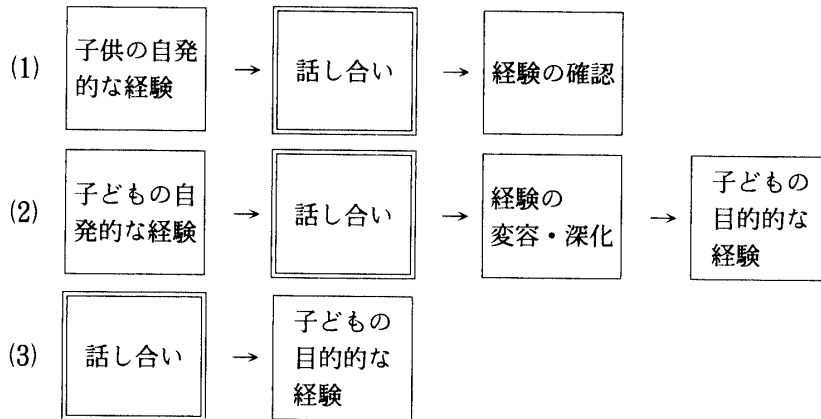 (1) 子供の自発的な経験 → 話し合い → 経験の確認
(2) 子どもの自発的な経験 → 話し合い → 経験の変容・深化 → 子どもの目的的な経験
(3) 話し合い → 子どもの目的的な経験